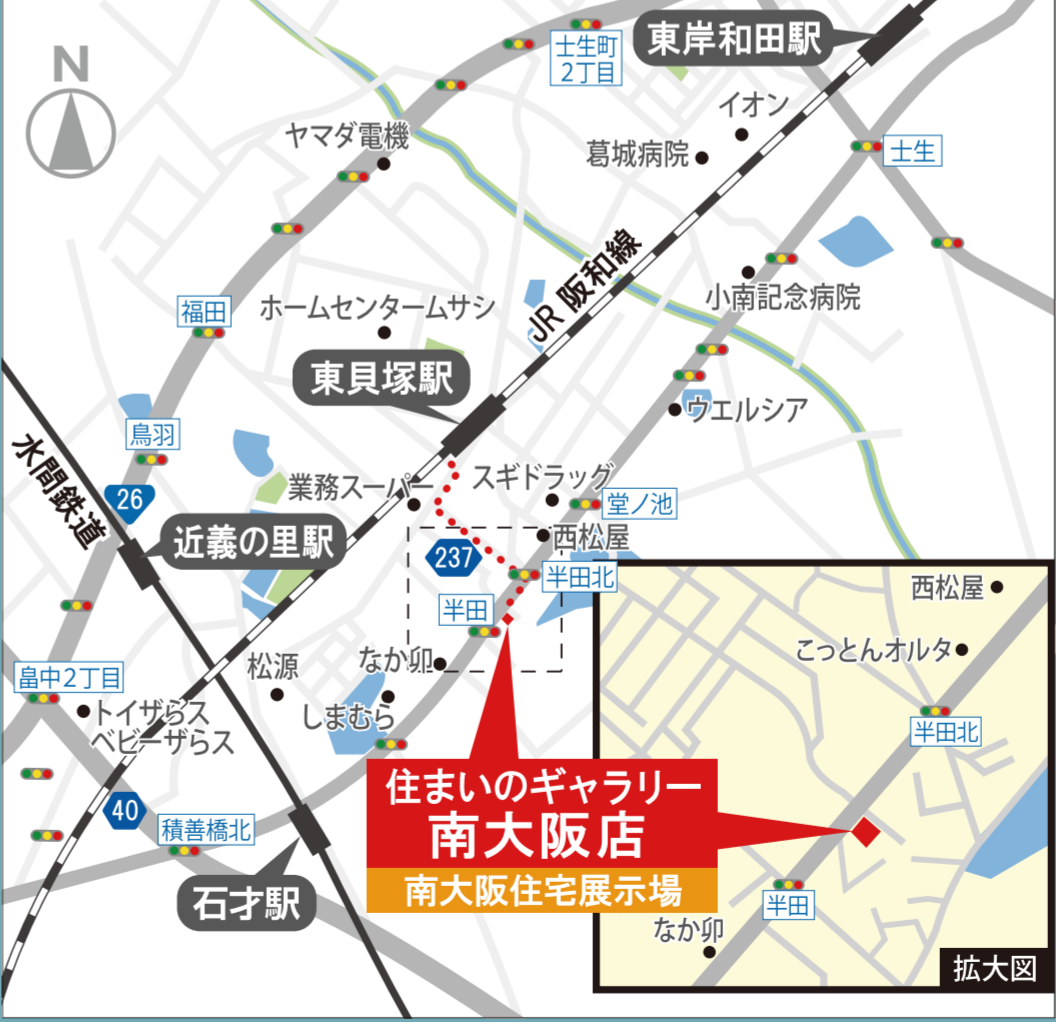 東岸和田駅
土生町
2丁目
N
イオン
ヤマダ電機
葛城病院
土生
JR 阪和線
小南記念病院
ホームセンタームサシ
福田
東貝塚駅
ウエルシア
鳥羽
水間鉄道
26
業務スーパー
スギドラッグ
堂ノ池
近義の里駅
237
西松屋
半田北
半田
畠中2丁目
松源
なか卯
トイザらス
ベビーザらス
しまむら
40
積善橋北
石才駅
住まいのギャラリー
南大阪店
南大阪住宅展示場
西松屋
こっとんオルタ
半田北
半田
なか卯
拡大図